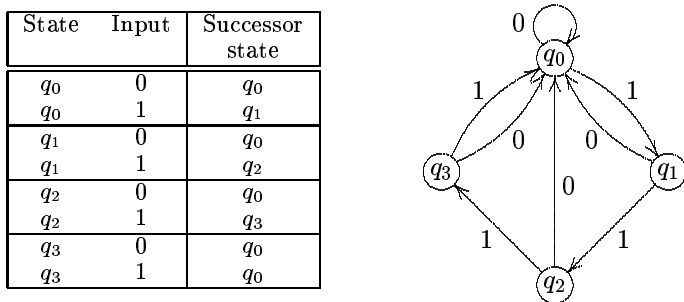 State Input Successor
state
q0 0 q0
q0 1 q1
q1 0 q0
q1 1 q2
q2 0 q0
q2 1 q3
q3 0 q0
q3 1 q0
0
q0
1 1
0 0
q3 q1
0
1 1
q2